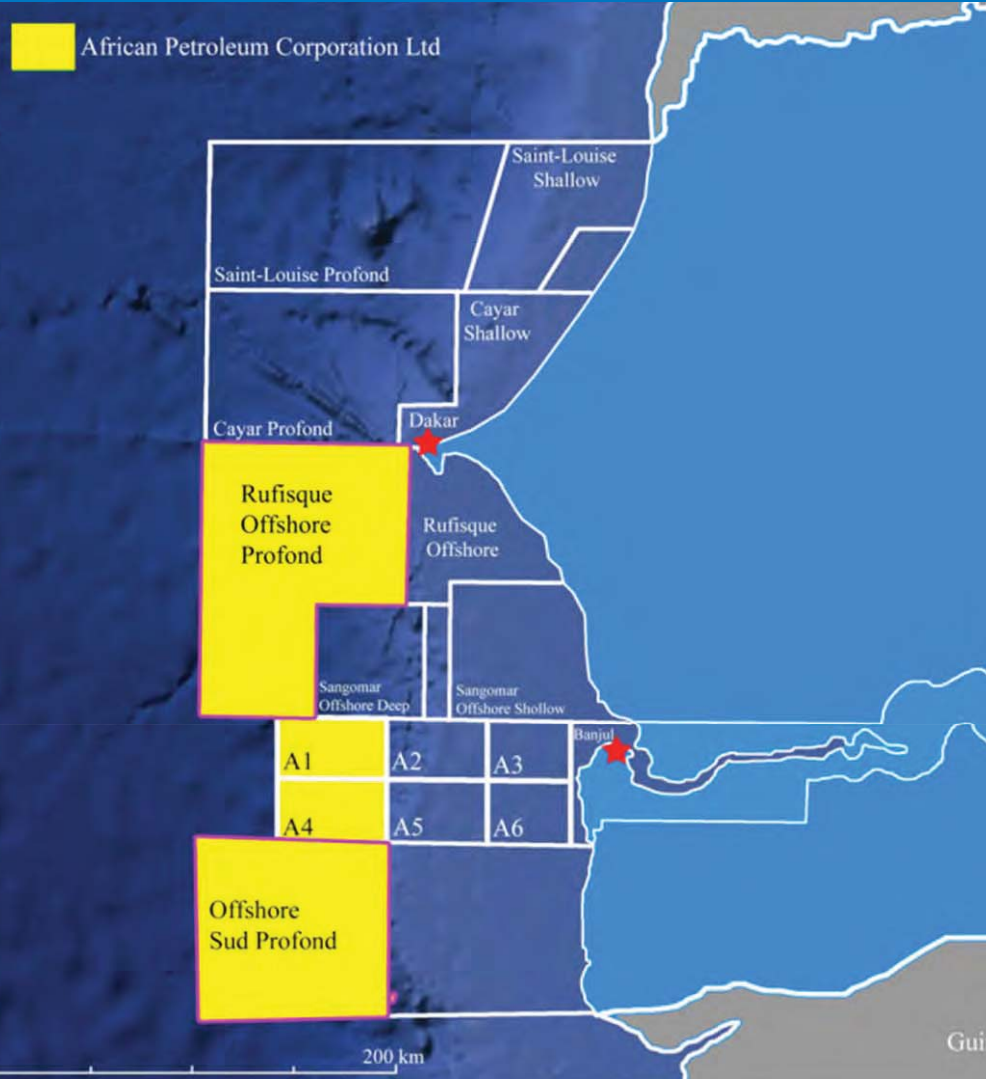 African Petroleum Corporation Ltd
Saint-Louise
Shallow
Saint-Louise Profond
Cayar
Shallow
Cayar Profond
Dakar
Rufisque
Offshore
Profond
Rufisque
Offshore
Sangomar
Offshore Deep
Sangomar
Offshore Shollow
Banjul
A1
A2
A3
A4
A5
A6
Offshore
Sud Profond
Gui
200 km